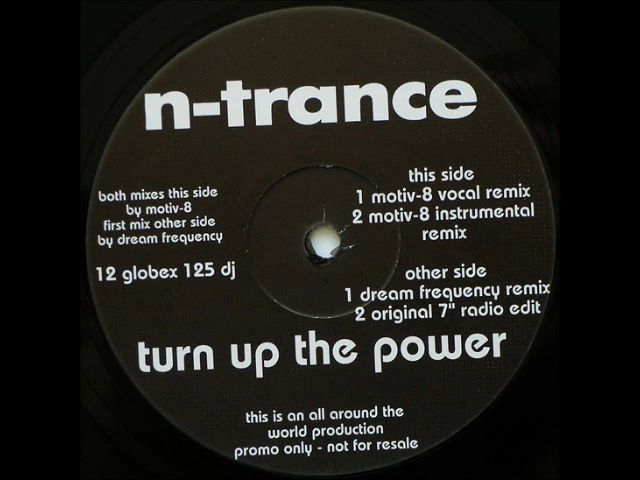 n-trance
both mixes this side
by motiv-8
first mix other side
by dream frequency
12 globex 125 dj
this side
1 motiv-8 vocal remix
2 motiv-8 instrumental
remix
other side
1 dream frequency remix
2 original 7" radio edit
turn up the power
this is an all around the
world production
promo only - not for resale